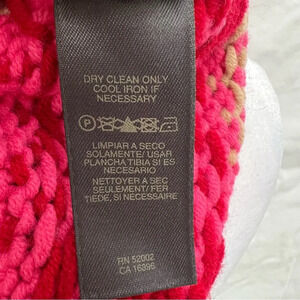 DRY CLEAN ONLY
COOL IRON IF
NECESSARY
P
LIMPIAR A SECO
SOLAMENTE/ USAR
PLANCHA TIBIA SI ES
NECESARIO
NETTOYER A SEC
SEULEMENT/ FER
TIEDE, SI NECESSAIRE
RN 52002
CA 16396